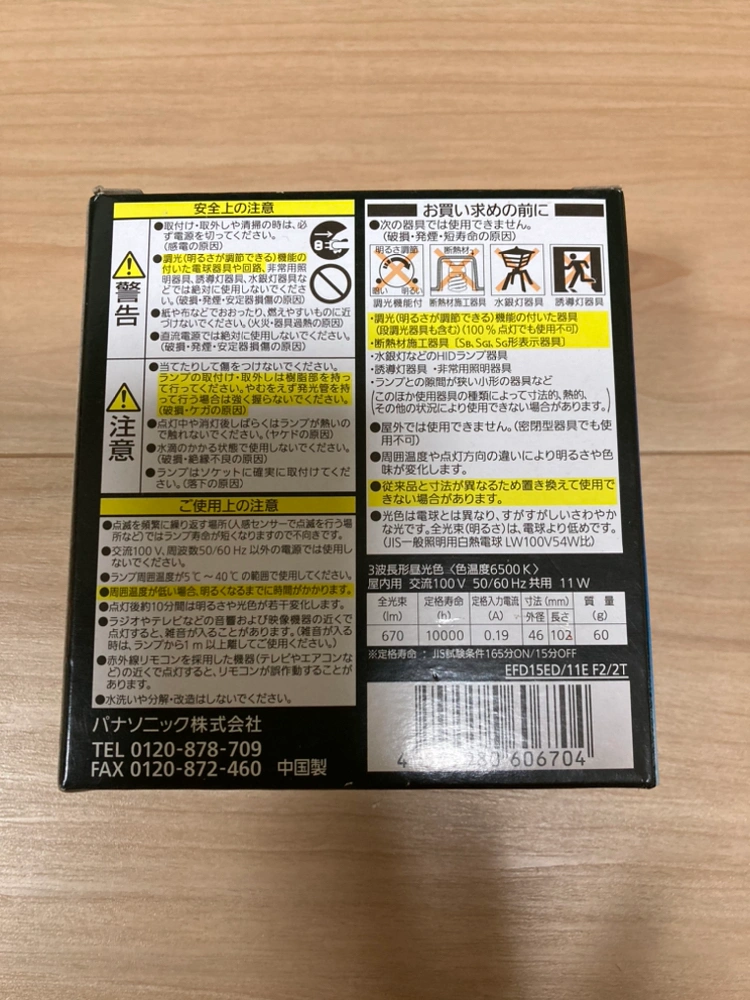 安全上の注意
警告
●取付け・取外しや清掃の時は、必
ず電源を切ってください。
(感電の原因)
●調光(明るさが調節できる)機能の
付いた電球器具や回路、非常用照
明器具、誘導灯器具、水銀灯器具な
どでは絶対に使用しないでくださ
い。(破損・発煙・安定器損傷の原因)
●紙や布などでおおったり、燃えやすいものに近
づけないでください。(火災・器具過熱の原因)
●直流電源では絶対に使用しないでください。
(破損・発煙・安定器損傷の原因)
注意
●当てたりして傷をつけないでください。
ランプの取付け・取外しは樹脂部を持っ
て行ってください。やむをえず発光管を持
って行う場合は強く握らないでください。
(破損・ケガの原因)
●点灯中や消灯後しばらくはランプが熱いの
で触れないでください。(ヤケドの原因)
●水滴のかかる状態で使用しないでください。
(破損・絶縁不良の原因)
●ランプはソケットに確実に取付けてくだ
さい。(落下の原因)
ご使用上の注意
●点滅を頻繁に繰り返す場所(人感センサーで点滅を行う場
所など)ではランプ寿命が短くなりますので不向きです。
●交流100V、周波数50/60Hz以外の電源では使用し
ないでください。
●ランプ周囲温度が5℃~40℃の範囲で使用してください。
●周囲温度が低い場合、明るくなるまでに時間がかかります。
●点灯後約10分間は明るさや光色が若干変化します。
●ラジオやテレビなどの音響および映像機器の近くで
点灯すると、雑音が入ることがあります。(雑音が入る
時は、ランプから1m以上離してご使用ください。)
●赤外線リモコンを採用した機器(テレビやエアコンな
ど)の近くで点灯すると、リモコンが誤動作することが
あります。
●水洗いや分解・改造はしないでください。
パナソニック株式会社
TEL 0120-878-709
FAX 0120-872-460 中国製
お買い求めの前に
●次の器具では使用できません。
(破損・発煙・短寿命の原因)
明るさ調節
暗い 明るい
断熱材
調光機能付 断熱材施工器具 水銀灯器具 誘導灯器具
・調光(明るさが調節できる)機能の付いた器具
(段調光器具も含む)(100%点灯でも使用不可)
・断熱材施工器具〔SB、SGI、SG形表示器具〕
・水銀灯などのHIDランプ器具
・誘導灯器具 ・非常用照明器具
・ランプとの隙間が狭い小形の器具など
(このほか使用器具の種類によって寸法的、熱的、
その他の状況により使用できない場合があります。)
●屋外では使用できません。(密閉型器具でも使
用不可)
●周囲温度や点灯方向の違いにより明るさや色
味が変化します。
●従来品と寸法が異なるため置き換えて使用で
きない場合があります。
●光色は電球とは異なり、すずがすがしいさわやか
な光です。全光束(明るさ)は、電球より低めです。
(JIS一般照明用白熱電球 LW100V54W比)
3波長形昼光色〈色温度6500K〉
屋内用 交流100V 50/60Hz共用 11W
全光束 定格寿命 定格入力電流 寸法(mm) 質量
(lm) (h) (A) 外径 長さ (g)
670 10000 0.19 46 102 60
※定格寿命:JIS試験条件165分ON/15分OFF
EFD15ED/11E F2/2T
606704